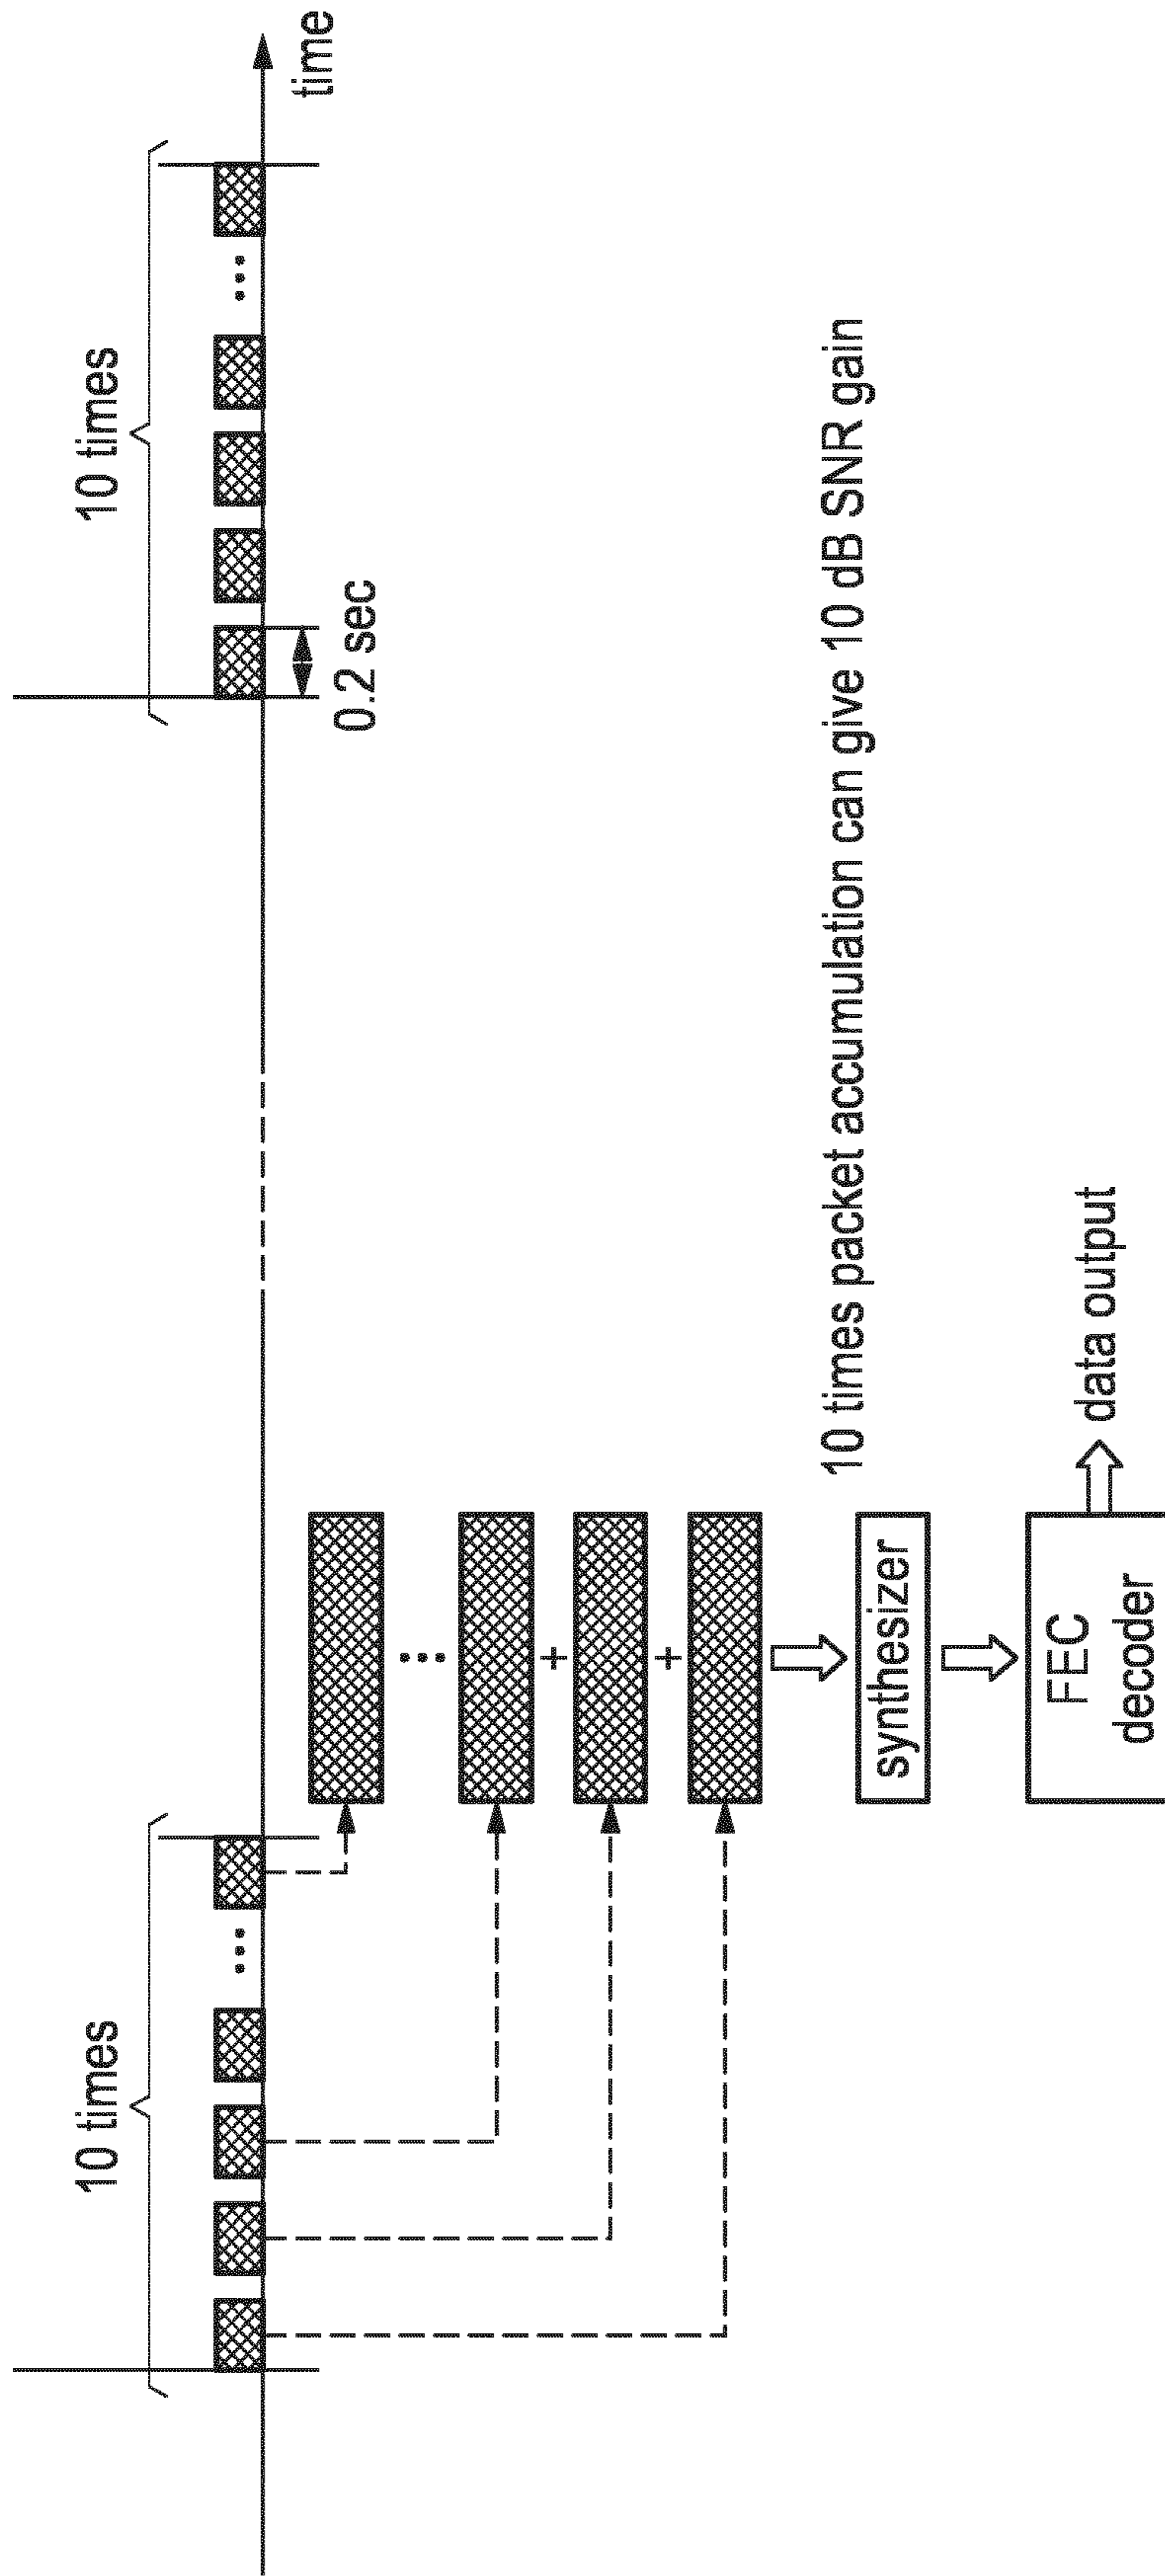 10 times
10 times
...
...
time
0.2 sec
...
+
+
10 times packet accumulation can give 10 dB SNR gain
synthesizer
FEC
decoder
data output